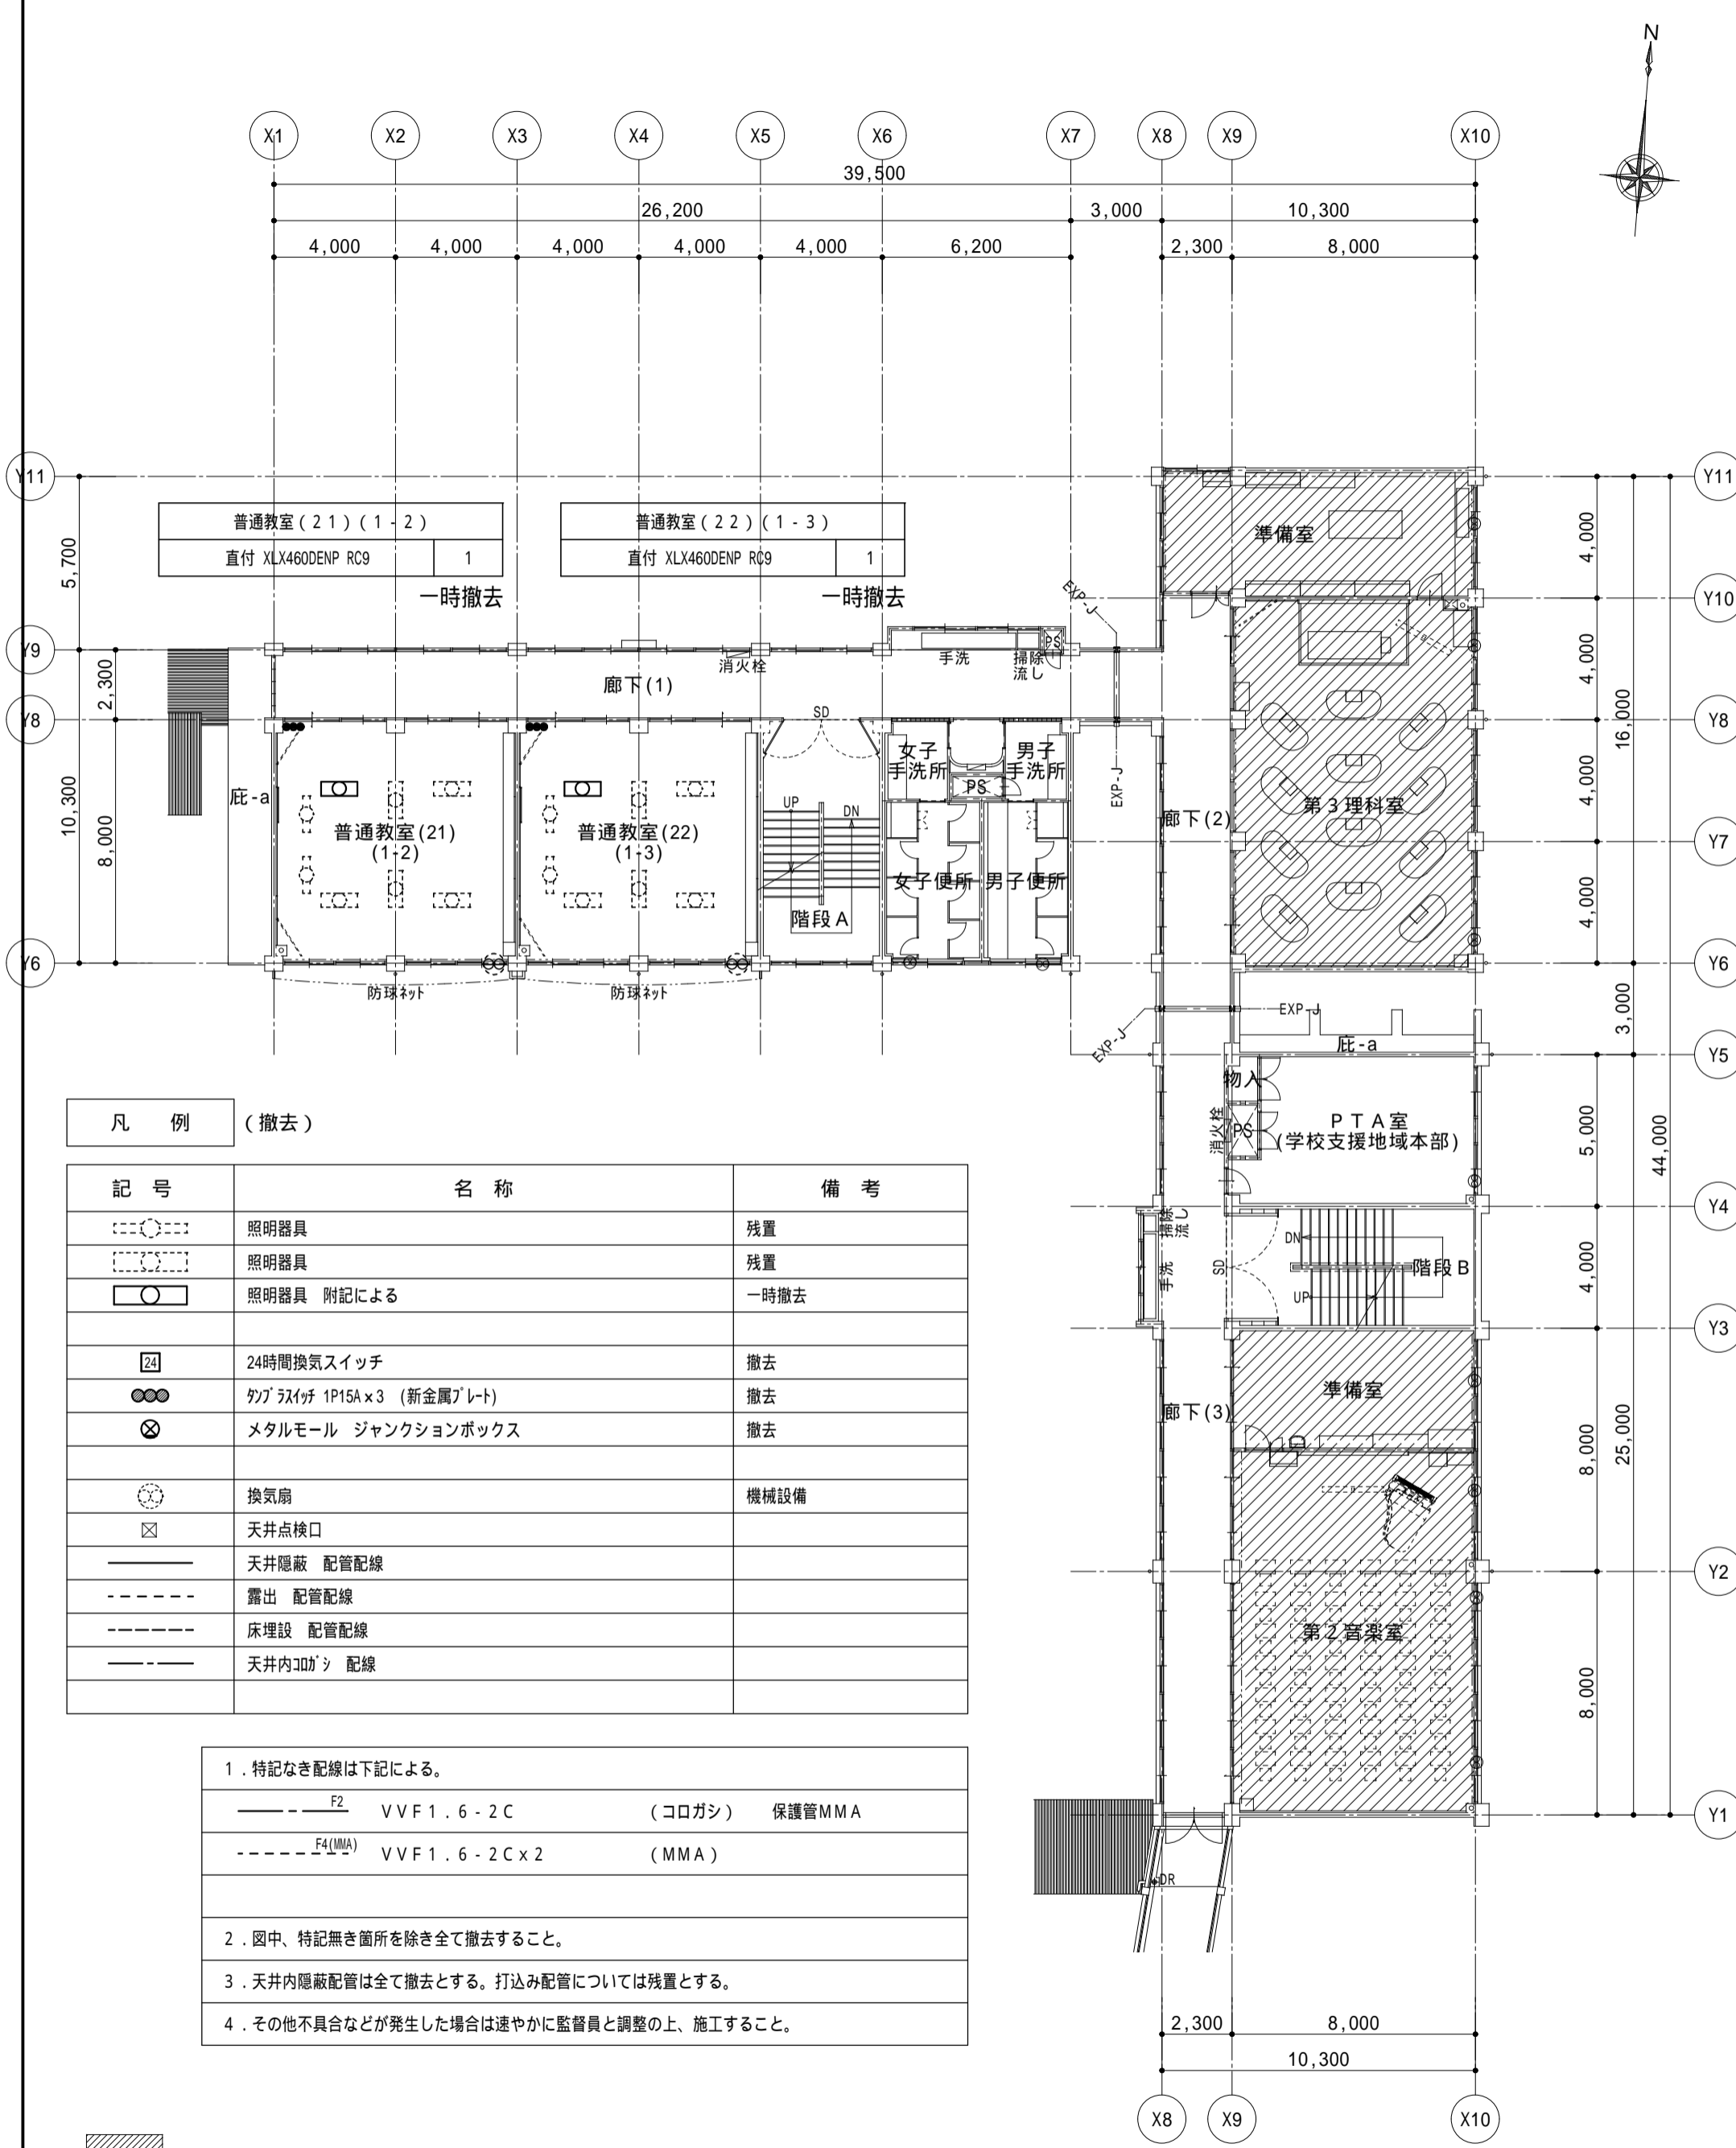 N
X1 X2 X3 X4 X5 X6 X7 X8 X9 X10
39,500
26,200 3,000 10,300
4,000 4,000 4,000 4,000 4,000 6,200 2,300 8,000
Y11 Y11
普通教室(21)(1-2)
直付 XLX460DENP RC9 1
一時撤去
普通教室(22)(1-3)
直付 XLX460DENP RC9 1
一時撤去
5,700
2,300
10,300
8,000
Y9
Y8
Y6
準備室
EXP-J
PS
手洗
掃除
流し
消火栓
廊下(1)
SD
女子
手洗所
男子
手洗所
PS
EXP-J
庇-a
UP
DN
普通教室(21)
(1-2)
普通教室(22)
(1-3)
女子便所
男子便所
階段A
防球ネット
防球ネット
廊下(2)
第3理科室
4,000
Y10
4,000
Y8
16,000
4,000
Y7
4,000
Y6
3,000
EXP-J
EXP-J
庇-a
Y5
物入
消火栓
PS
PTA室
(学校支援地域本部)
5,000
44,000
Y4
掃除
流し
手洗
SD
DN
UP
階段B
4,000
Y3
準備室
廊下(3)
8,000
25,000
Y2
第2音楽室
8,000
Y1
DR
2,300 8,000
10,300
X8 X9 X10
凡 例 (撤去)
記 号 名 称 備 考
照明器具 残置
照明器具 残置
照明器具 附記による 一時撤去
24 24時間換気スイッチ 撤去
タンブラスイッチ 1P15A×3 (新金属プレート) 撤去
メタルモール ジャンクションボックス 撤去
換気扇 機械設備
天井点検口
天井隠蔽 配管配線
露出 配管配線
床埋設 配管配線
天井内コロガシ 配線
1.特記なき配線は下記による。
F2 VVF1.6-2C (コロガシ) 保護管MMA
F4(MMA) VVF1.6-2C×2 (MMA)
2.図中、特記無き箇所を除き全て撤去すること。
3.天井内隠蔽配管は全て撤去とする。打込み配管については残置とする。
4.その他不具合などが発生した場合は速やかに監督員と調整の上、施工すること。